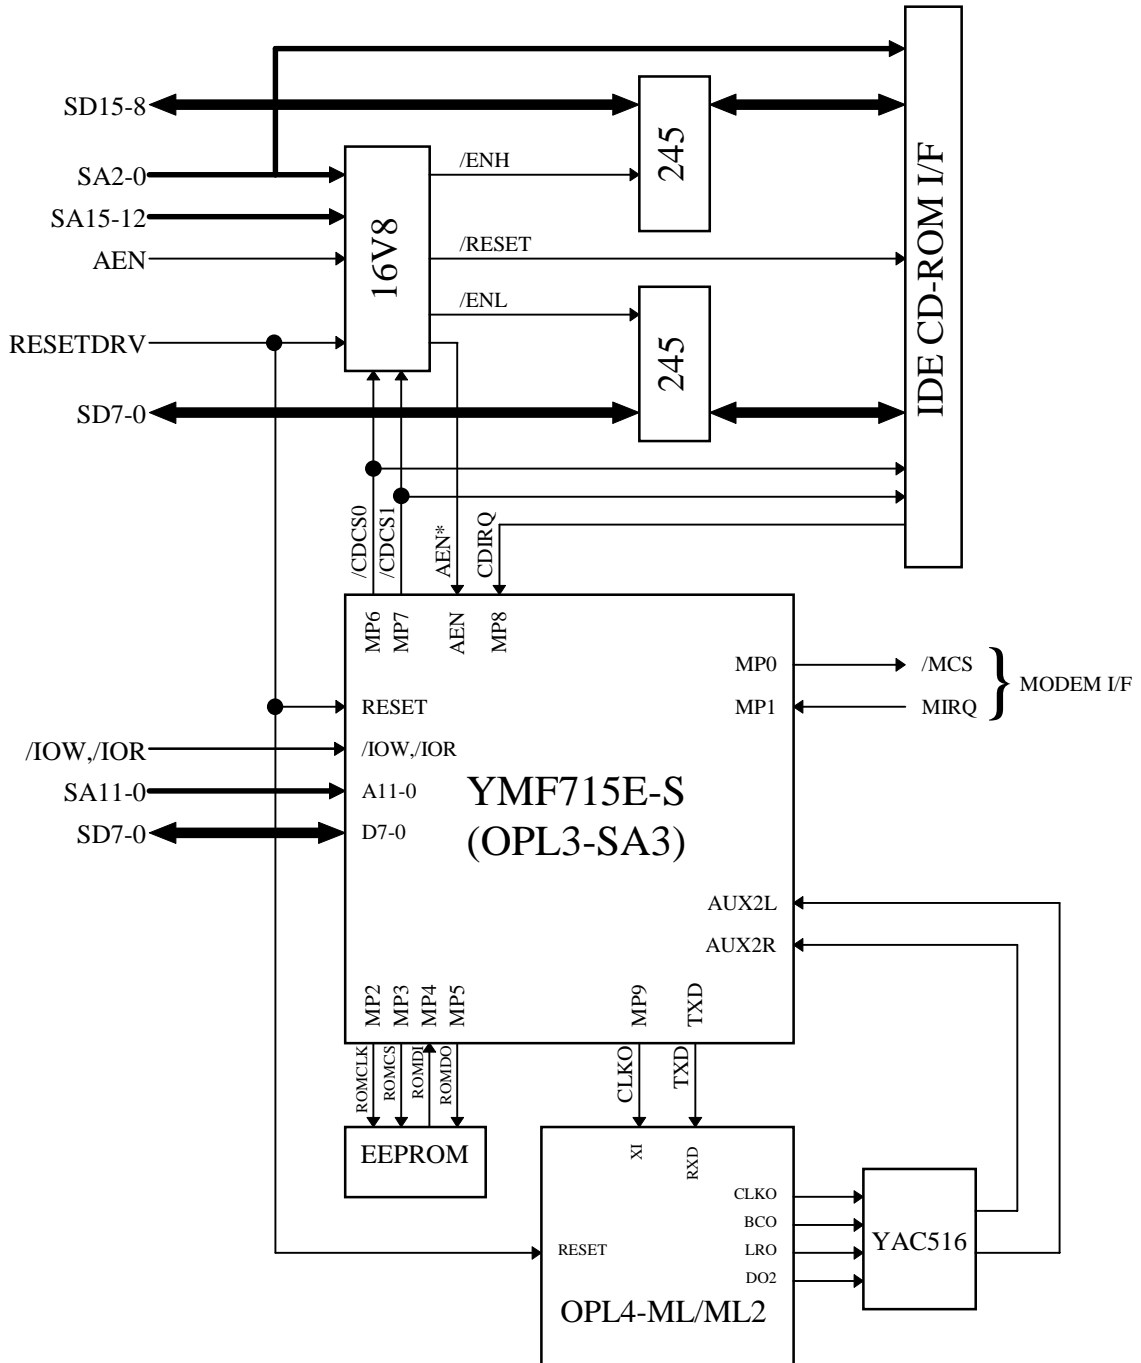 SD15-8
SA2-0
SA15-12
AEN
RESETDRV
SD7-0
16V8
/ENH
/RESET
/ENL
245
245
IDE CD-ROM I/F
/CDCS0
/CDCS1
AEN*
CDIRQ
MP6
MP7
AEN
MP8
MP0
/MCS
MP1
MIRQ
} MODEM I/F
RESET
/IOW,/IOR
/IOW,/IOR
SA11-0
A11-0
SD7-0
D7-0
YMF715E-S
(OPL3-SA3)
AUX2L
AUX2R
MP2
MP3
MP4
MP5
MP9
TXD
ROMCLK
ROMCS
ROMDI
ROMDO
CLKO
TXD
EEPROM
XI
RXD
CLKO
BCO
LRO
DO2
RESET
YAC516
OPL4-ML/ML2